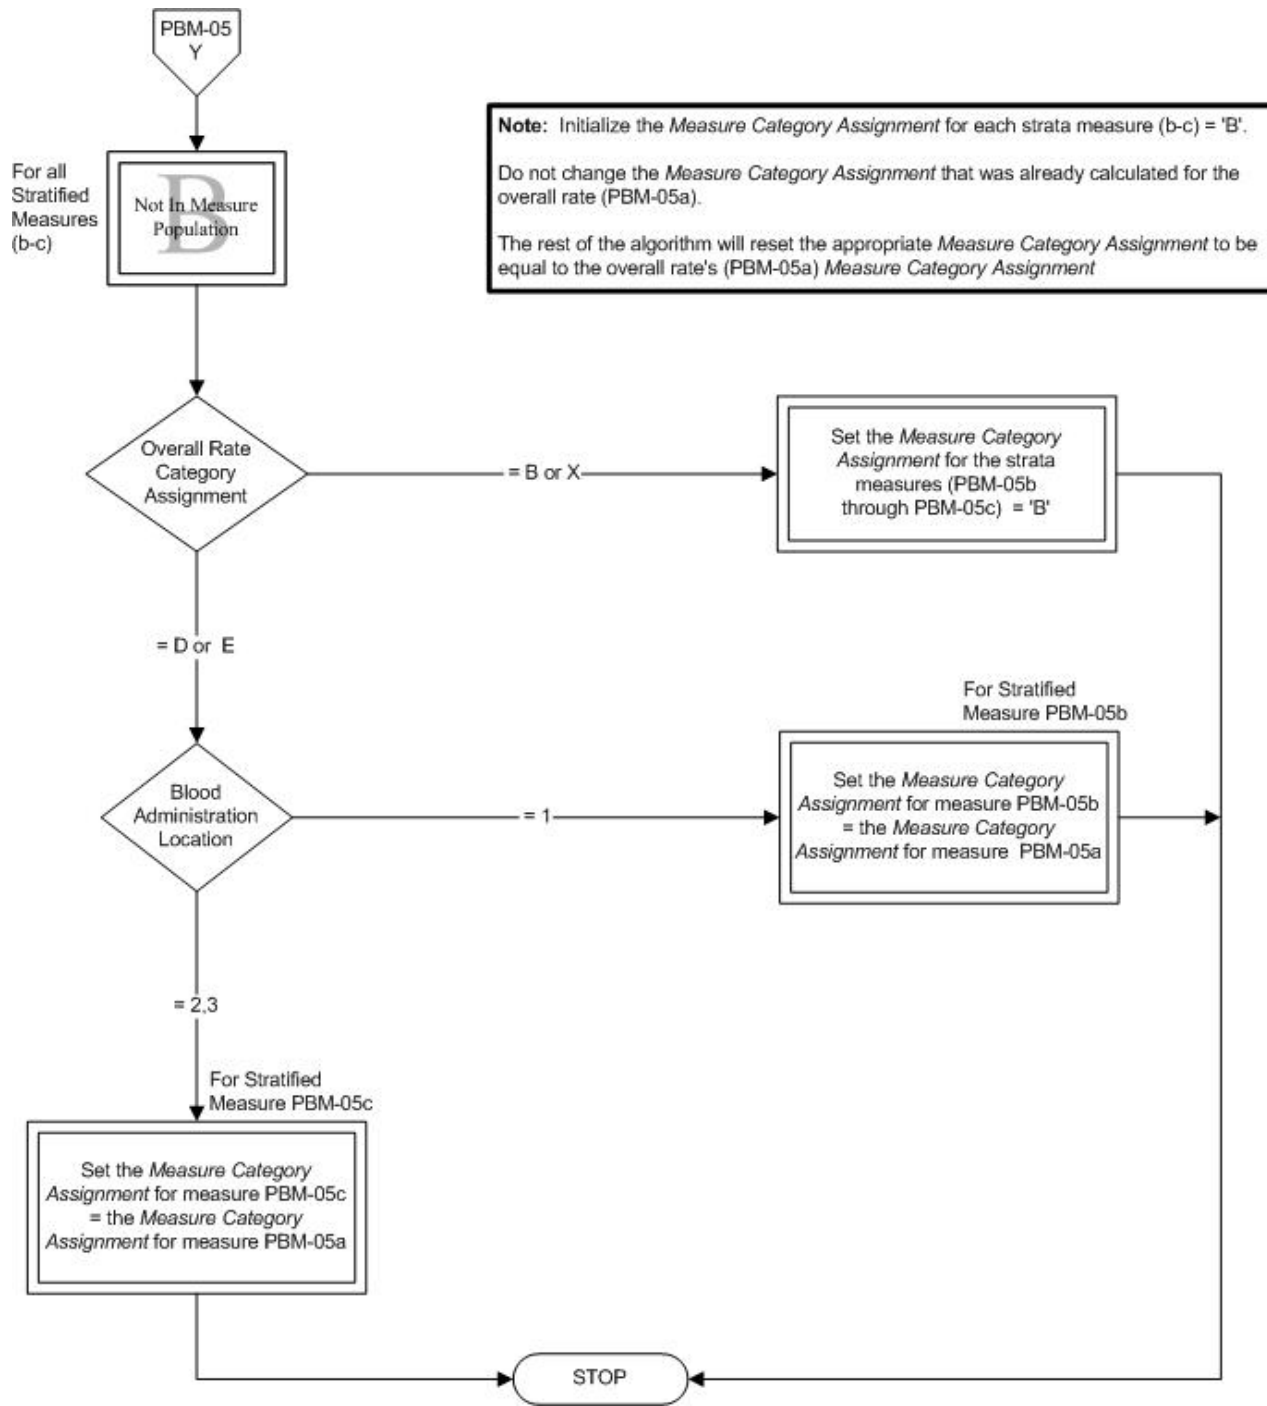 PBM-05
Y
Note: Initialize the Measure Category Assignment for each strata measure (b-c) = 'B'.
Do not change the Measure Category Assignment that was already calculated for the
overall rate (PBM-05a).
The rest of the algorithm will reset the appropriate Measure Category Assignment to be
equal to the overall rate's (PBM-05a) Measure Category Assignment
For all
Stratified
Measures
(b-c)
B
Not In Measure
Population
Overall Rate
Category
Assignment
= B or X
Set the Measure Category
Assignment for the strata
measures (PBM-05b
through PBM-05c) = 'B'
= D or E
For Stratified
Measure PBM-05b
Blood
Administration
Location
= 1
Set the Measure Category
Assignment for measure PBM-05b
= the Measure Category
Assignment for measure PBM-05a
= 2,3
For Stratified
Measure PBM-05c
Set the Measure Category
Assignment for measure PBM-05c
= the Measure Category
Assignment for measure PBM-05a
STOP